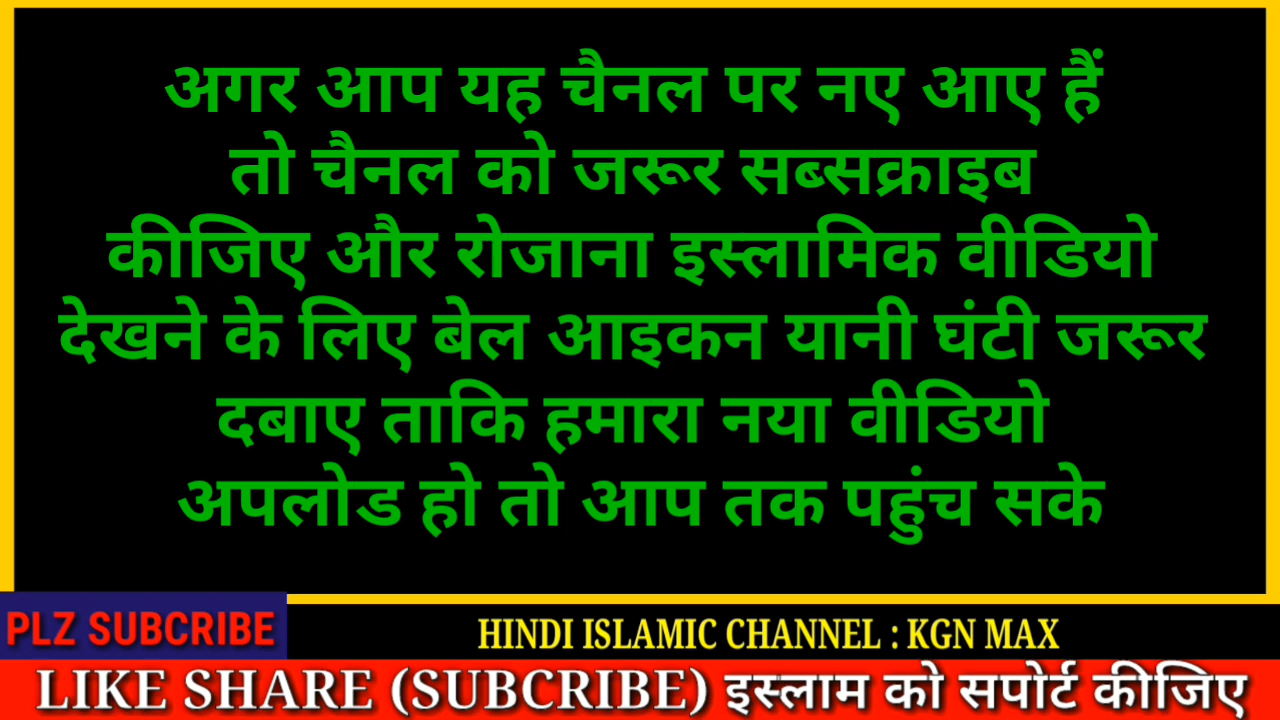 अगर आप यह चैनल पर नए आए हैं
तो चैनल को जरूर सब्सक्राइब
कीजिए और रोजाना इस्लामिक वीडियो
देखने के लिए बेल आइकन यानी घंटी जरूर
दबाए ताकि हमारा नया वीडियो
अपलोड हो तो आप तक पहुंच सके
PLZ SUBCRIBE
HINDI ISLAMIC CHANNEL : KGN MAX
LIKE SHARE (SUBCRIBE) इस्लाम को सपोर्ट कीजिए